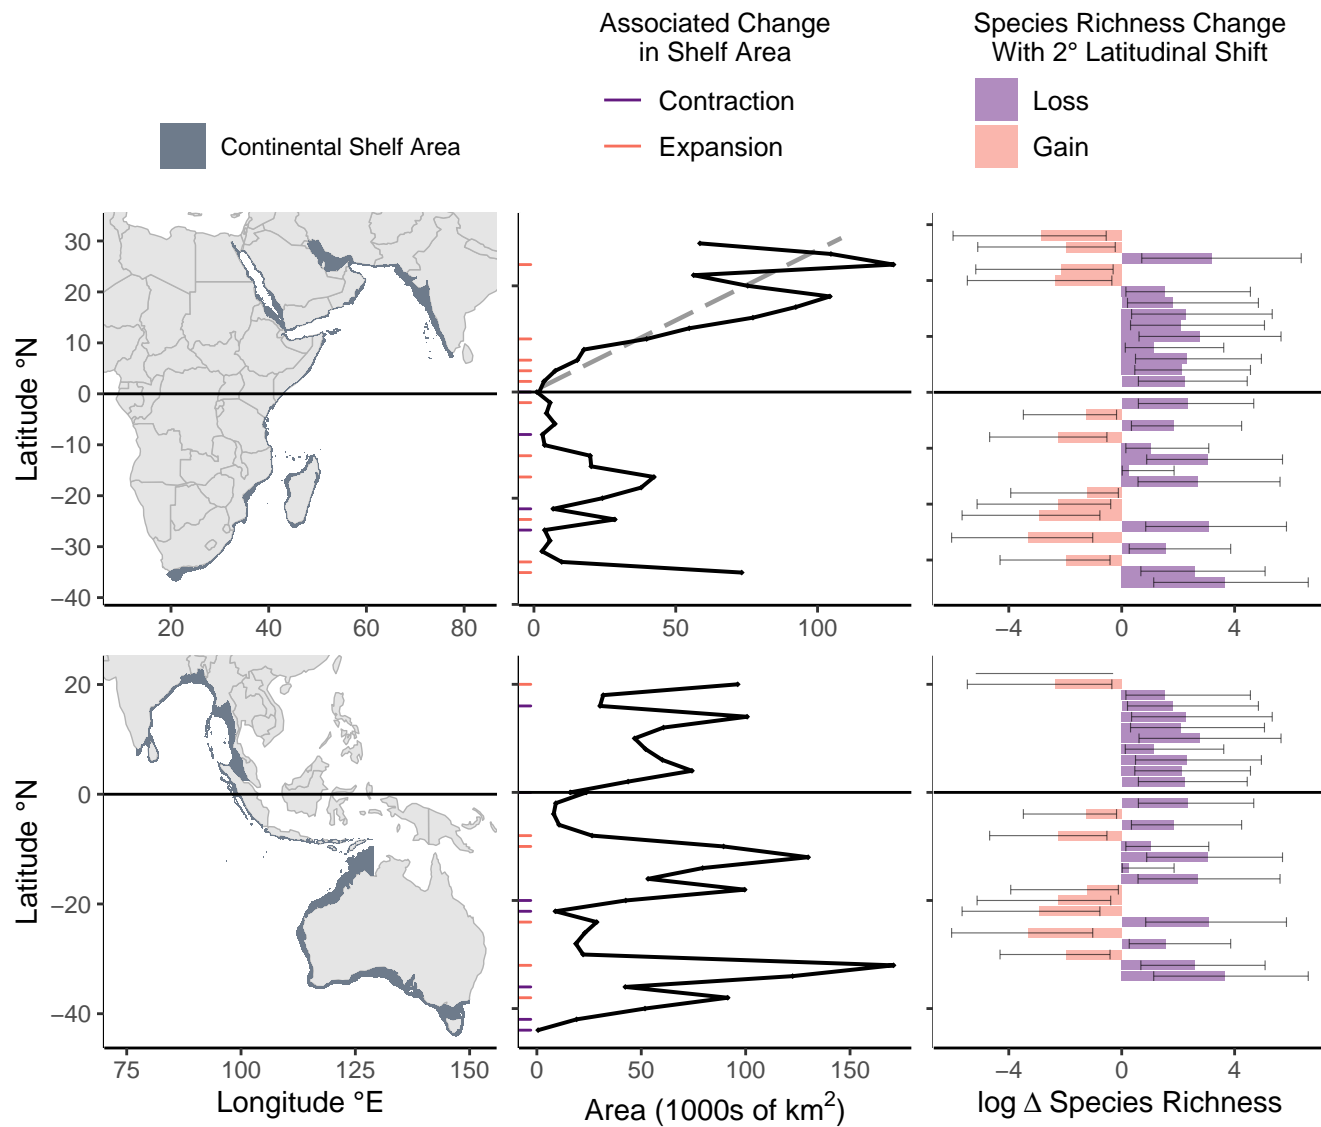 Associated Change
in Shelf Area
Contraction
Expansion
Species Richness Change
With 2° Latitudinal Shift
Loss
Gain
Continental Shelf Area
Latitude °N
30
20
10
0
−10
−20
−30
−40
20 40 60 80
0 50 100
−4 0 4
Latitude °N
20
0
−20
−40
75 100 125 150
0 50 100 150
−4 0 4
Longitude °E
Area (1000s of km²)
log Δ Species Richness